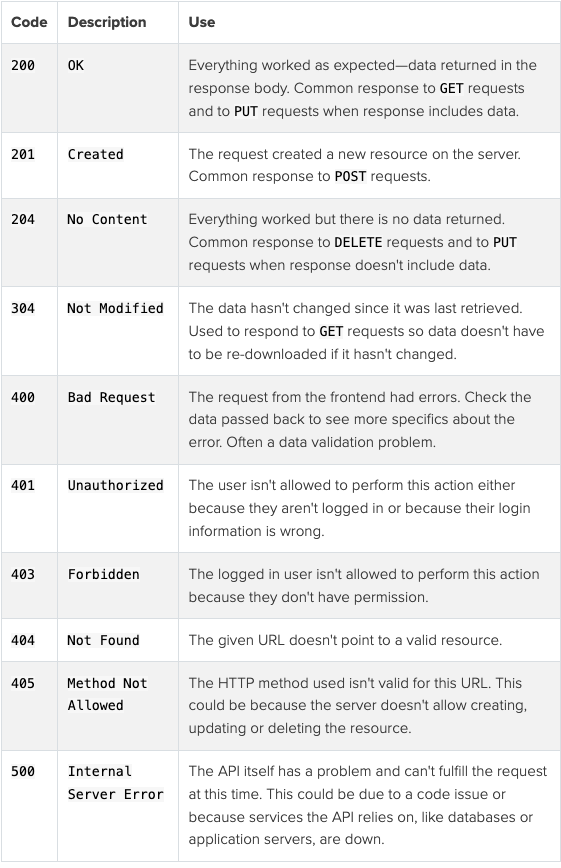 Code Description Use
200 OK Everything worked as expected—data returned in the
response body. Common response to GET requests
and to PUT requests when response includes data.
201 Created The request created a new resource on the server.
Common response to POST requests.
204 No Content Everything worked but there is no data returned.
Common response to DELETE requests and to PUT
requests when response doesn't include data.
304 Not Modified The data hasn't changed since it was last retrieved.
Used to respond to GET requests so data doesn't have
to be re-downloaded if it hasn't changed.
400 Bad Request The request from the frontend had errors. Check the
data passed back to see more specifics about the
error. Often a data validation problem.
401 Unauthorized The user isn't allowed to perform this action either
because they aren't logged in or because their login
information is wrong.
403 Forbidden The logged in user isn't allowed to perform this action
because they don't have permission.
404 Not Found The given URL doesn't point to a valid resource.
405 Method Not The HTTP method used isn't valid for this URL. This
Allowed could be because the server doesn't allow creating,
updating or deleting the resource.
500 Internal The API itself has a problem and can't fulfill the request
Server Error at this time. This could be due to a code issue or
because services the API relies on, like databases or
application servers, are down.